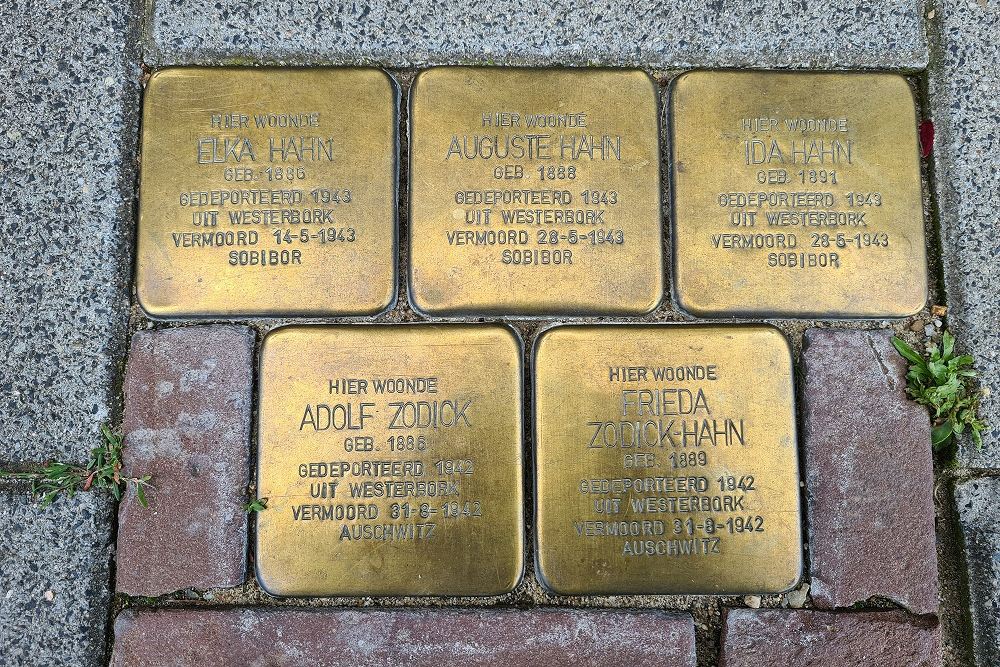 HIER WOONDE
ELKA HAHN
GEB. 1886
GEDEPORTEERD 1943
UIT WESTERBORK
VERMOORD 14-5-1943
SOBIBOR
HIER WOONDE
AUGUSTE HAHN
GEB. 1888
GEDEPORTEERD 1943
UIT WESTERBORK
VERMOORD 28-5-1943
SOBIBOR
HIER WOONDE
IDA HAHN
GEB. 1891
GEDEPORTEERD 1943
UIT WESTERBORK
VERMOORD 28-5-1943
SOBIBOR
HIER WOONDE
ADOLF ZODICK
GEB. 1886
GEDEPORTEERD 1942
UIT WESTERBORK
VERMOORD 31-8-1942
AUSCHWITZ
HIER WOONDE
FRIEDA
ZODICK-HAHN
GEB. 1889
GEDEPORTEERD 1942
UIT WESTERBORK
VERMOORD 31-8-1942
AUSCHWITZ